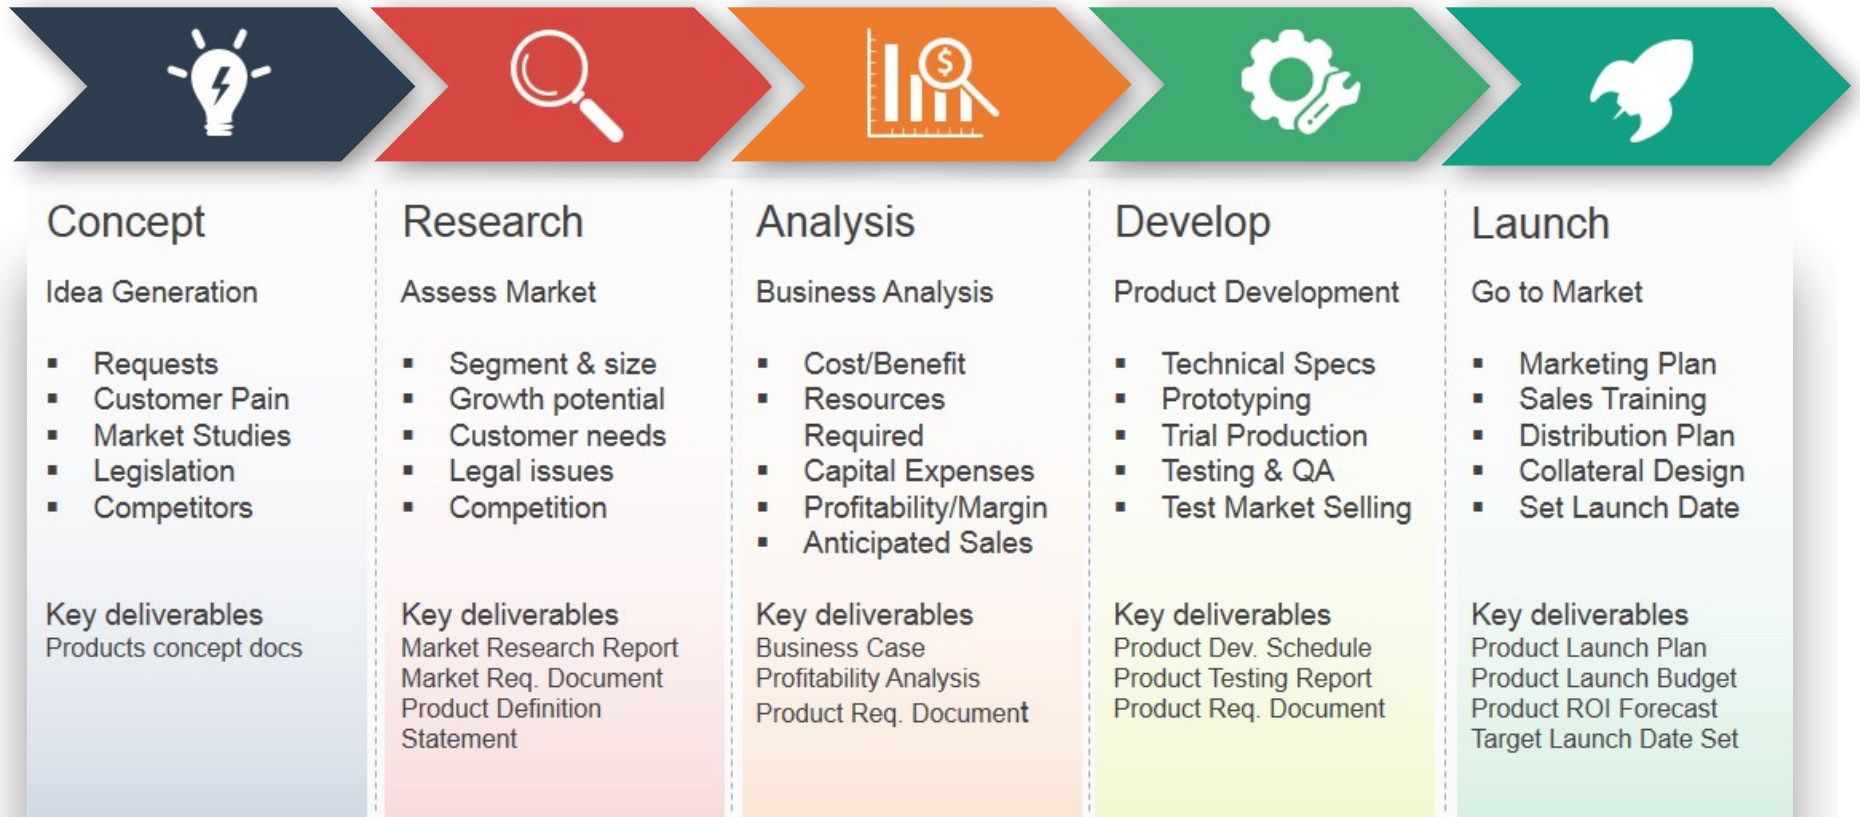 Concept
Idea Generation
▪ Requests
▪ Customer Pain
▪ Market Studies
▪ Legislation
▪ Competitors
Key deliverables
Products concept docs
Research
Assess Market
▪ Segment & size
▪ Growth potential
▪ Customer needs
▪ Legal issues
▪ Competition
Key deliverables
Market Research Report
Market Req. Document
Product Definition
Statement
Analysis
Business Analysis
▪ Cost/Benefit
▪ Resources
Required
▪ Capital Expenses
▪ Profitability/Margin
▪ Anticipated Sales
Key deliverables
Business Case
Profitability Analysis
Product Req. Document
Develop
Product Development
▪ Technical Specs
▪ Prototyping
▪ Trial Production
▪ Testing & QA
▪ Test Market Selling
Key deliverables
Product Dev. Schedule
Product Testing Report
Product Req. Document
Launch
Go to Market
▪ Marketing Plan
▪ Sales Training
▪ Distribution Plan
▪ Collateral Design
▪ Set Launch Date
Key deliverables
Product Launch Plan
Product Launch Budget
Product ROI Forecast
Target Launch Date Set
$